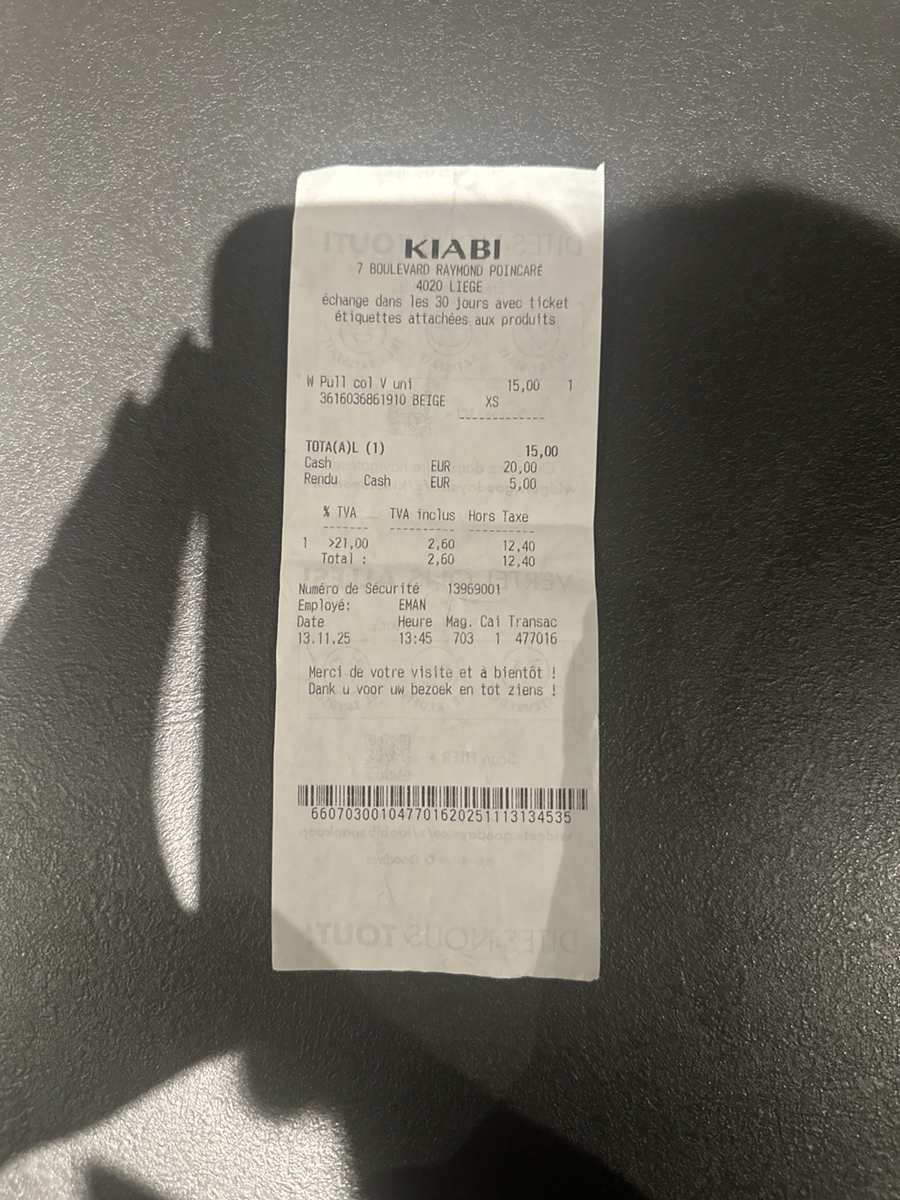 KIABI
7 BOULEVARD RAYMOND POINCARÉ
4020 LIEGE
échange dans les 30 jours avec ticket
étiquettes attachées aux produits
W Pull col V uni 15,00 1
3616036861910 BEIGE XS
TOTA(A)L (1) 15,00
Cash EUR 20,00
Rendu Cash EUR 5,00
% TVA TVA inclus Hors Taxe
1 >21,00 2,60 12,40
Total : 2,60 12,40
Numéro de Sécurité 13969001
Employé: EMAN
Date Heure Mag. Cai Transac
13.11.25 13:45 703 1 477016
Merci de votre visite et à bientôt !
Dank u voor uw bezoek en tot ziens !
6607030010477016202511131 34535